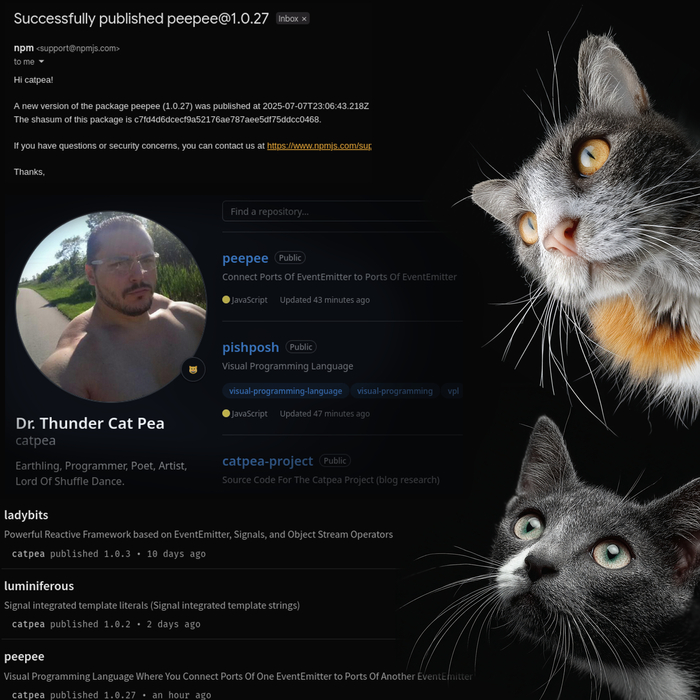 Successfully published peepee@1.0.27 Inbox ×
npm <support@npmjs.com>
to me
Hi catpea!
A new version of the package peepee (1.0.27) was published at 2025-07-07T23:06:43.218Z
The shasum of this package is c7fd4d6dcecf9a52176ae787aee5df75ddcc0468.
If you have questions or security concerns, you can contact us at https://www.npmjs.com/sup
Thanks,
Find a repository...
peepee Public
Connect Ports Of EventEmitter to Ports Of EventEmitter
JavaScript Updated 43 minutes ago
pishposh Public
Visual Programming Language
visual-programming-language visual-programming vpl
JavaScript Updated 47 minutes ago
catpea-project Public
Source Code For The Catpea Project (blog research)
Dr. Thunder Cat Pea
catpea
Earthling, Programmer, Poet, Artist,
Lord Of Shuffle Dance.
ladybits
Powerful Reactive Framework based on EventEmitter, Signals, and Object Stream Operators
catpea published 1.0.3 • 10 days ago
luminiferous
Signal integrated template literals (Signal integrated template strings)
catpea published 1.0.2 • 2 days ago
peepee
Visual Programming Language Where You Connect Ports Of One EventEmitter to Ports Of Another EventEmitter
catpea published 1.0.27 • an hour ago